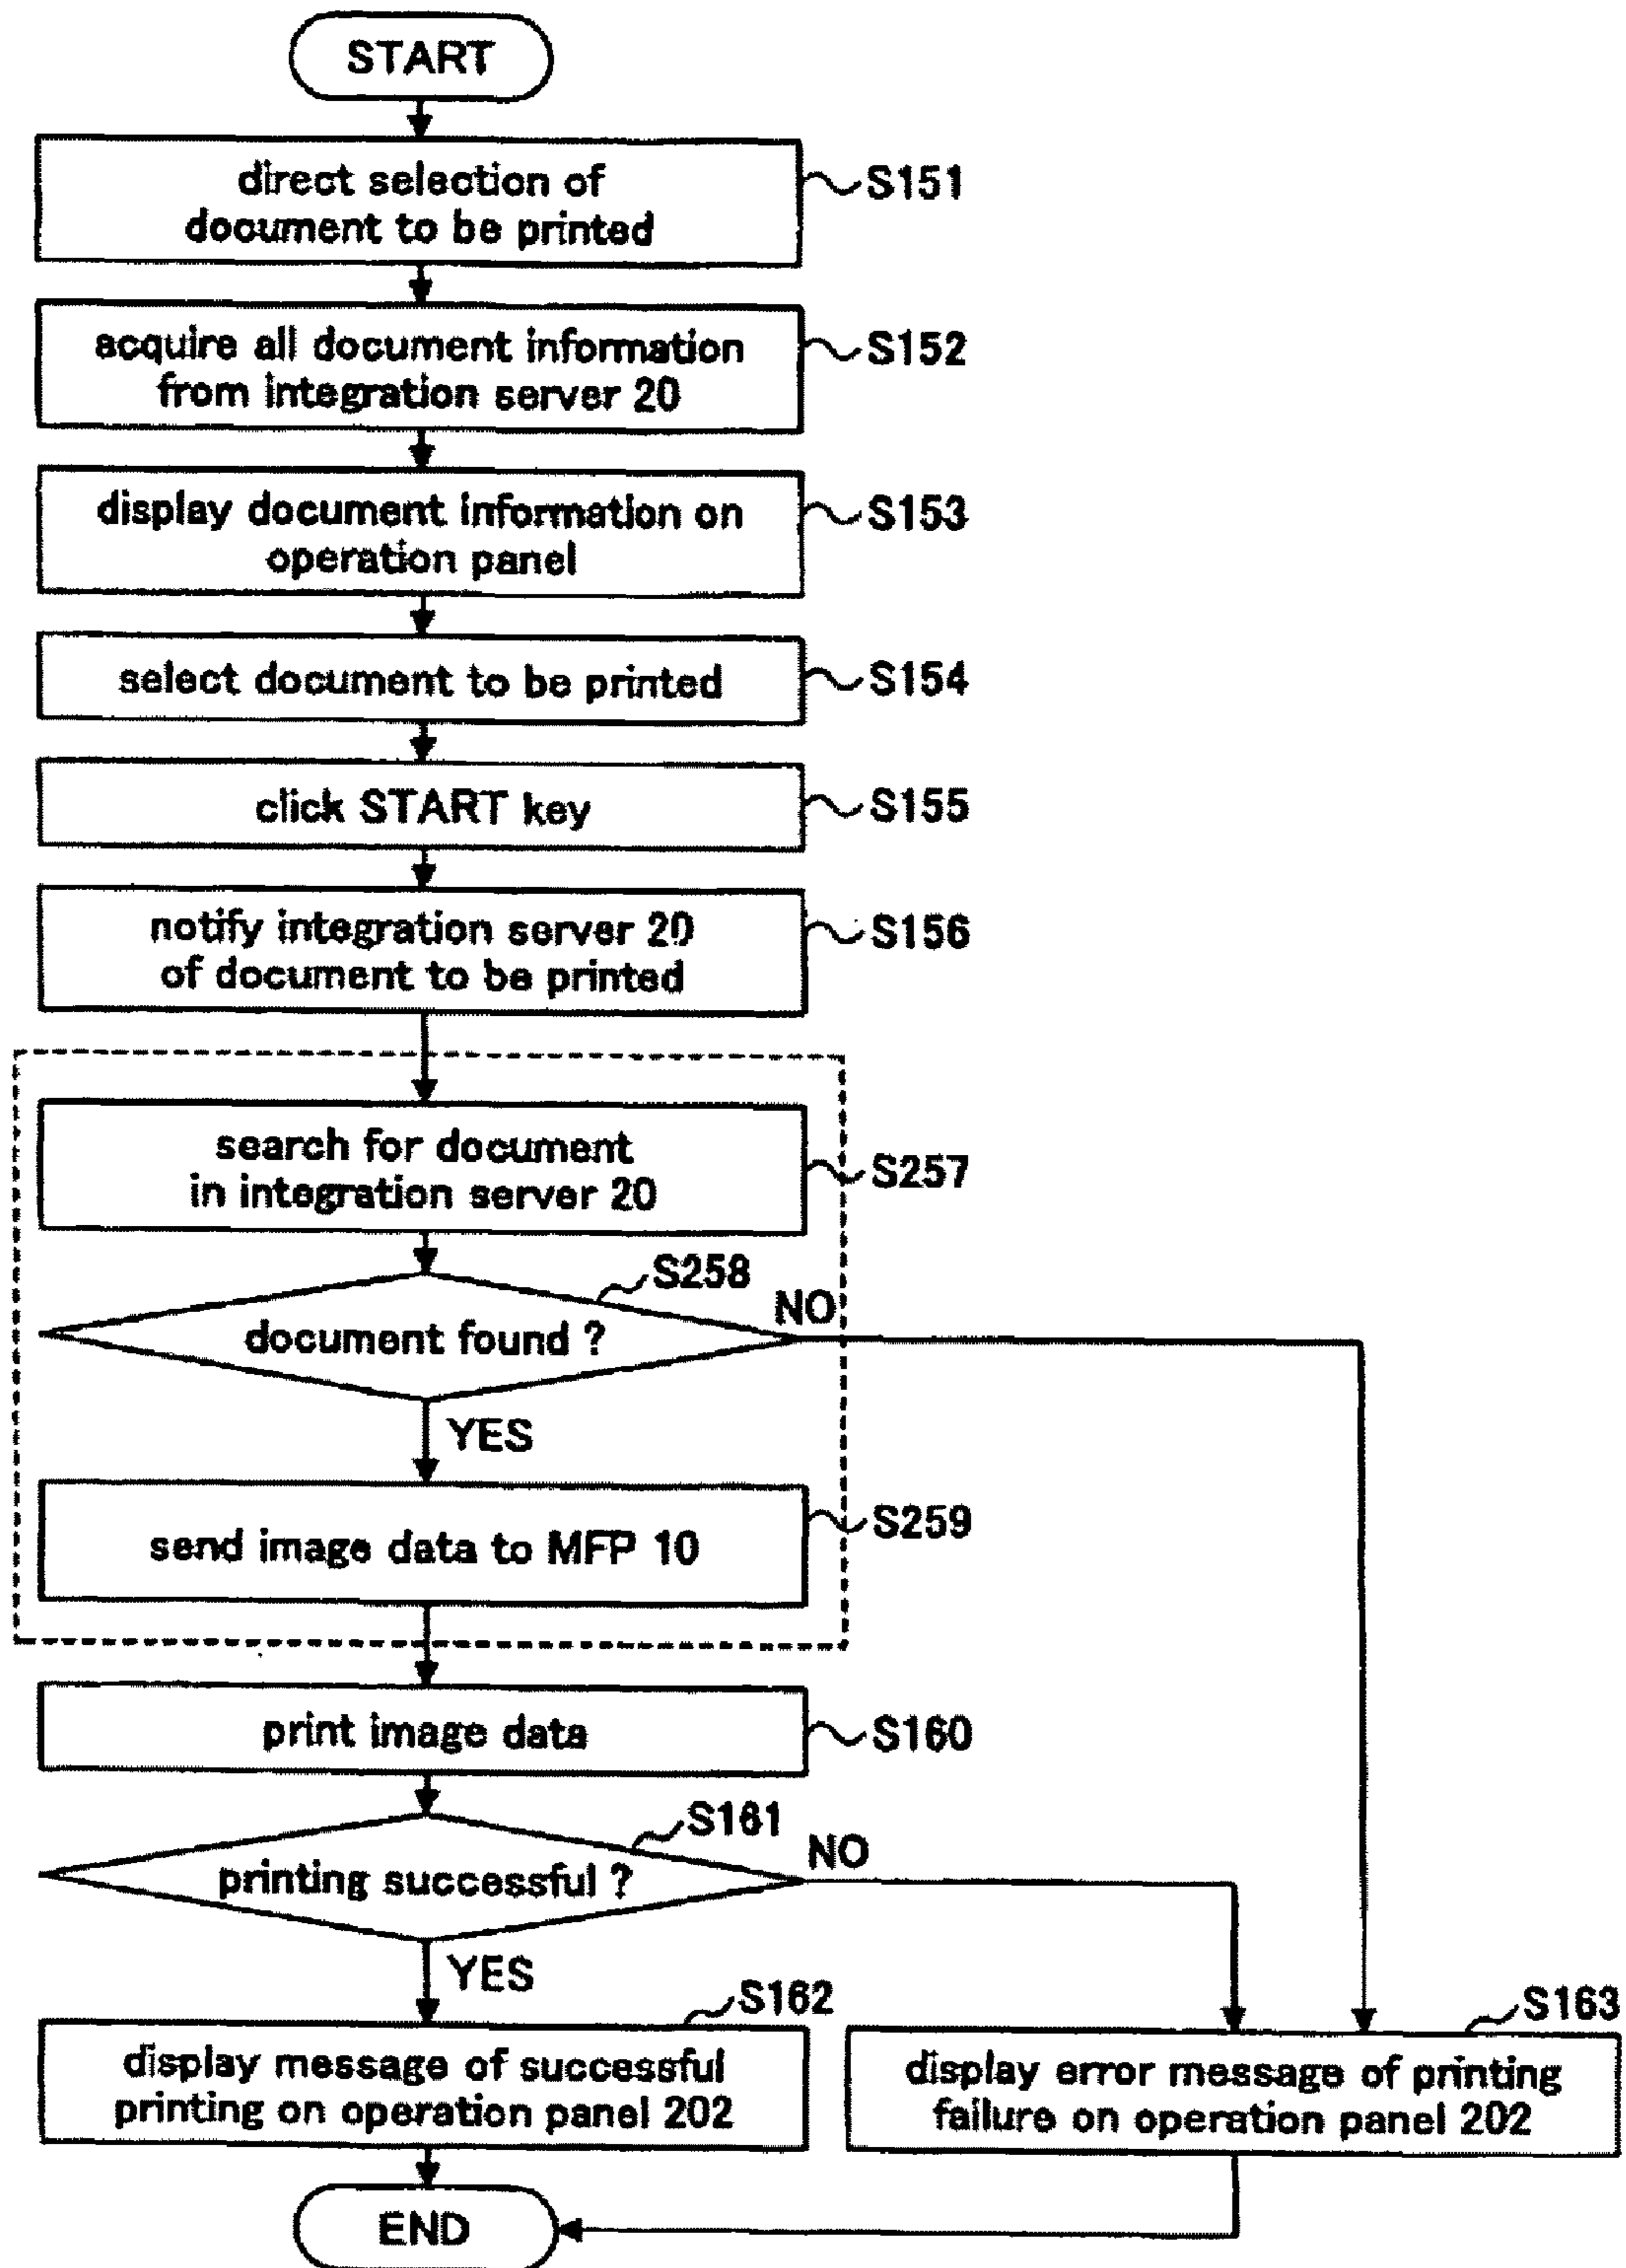 START
direct selection of
document to be printed
S151
acquire all document information
from integration server 20
S152
display document information on
operation panel
S153
select document to be printed
S154
click START key
S155
notify integration server 20
of document to be printed
S156
search for document
in integration server 20
S257
S258
document found ?
NO
YES
send image data to MFP 10
S259
print image data
S160
S161
printing successful ?
NO
YES
S162
display message of successful
printing on operation panel 202
S163
display error message of printing
failure on operation panel 202
END